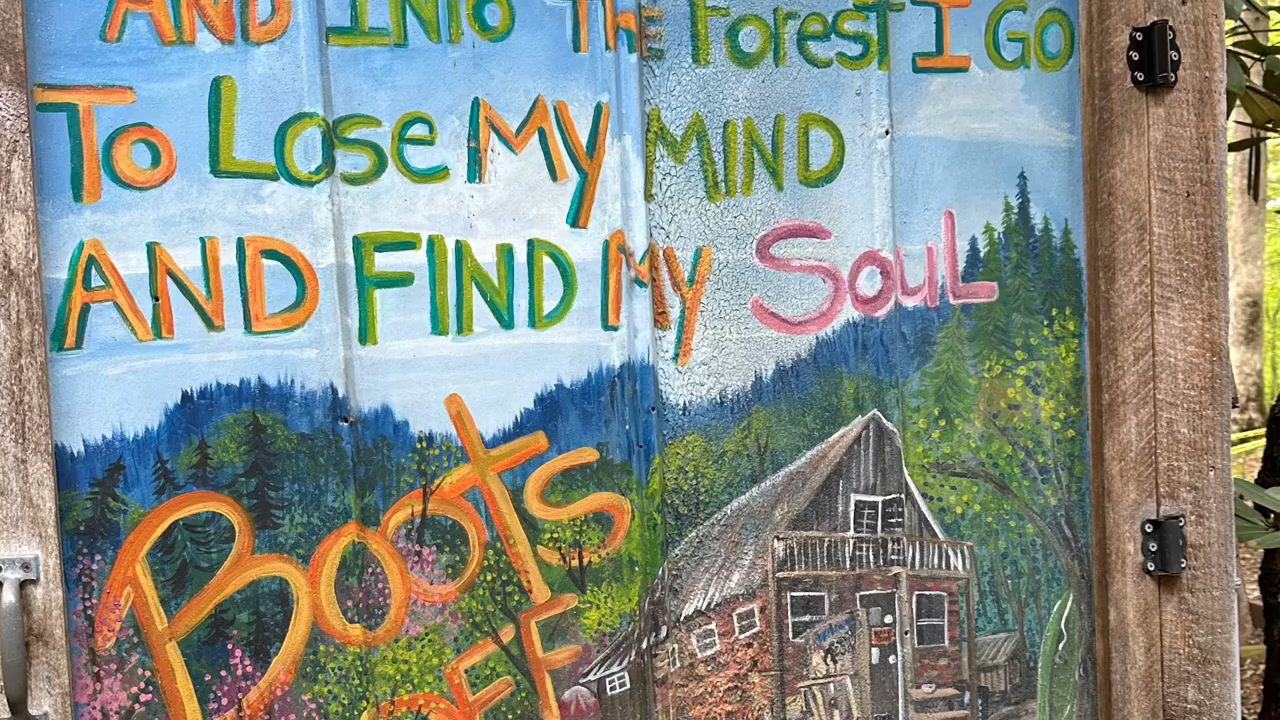 AND INTO THE FOREST I GO
TO LOSE MY MIND
AND FIND MY SOUL
Boots
OFF